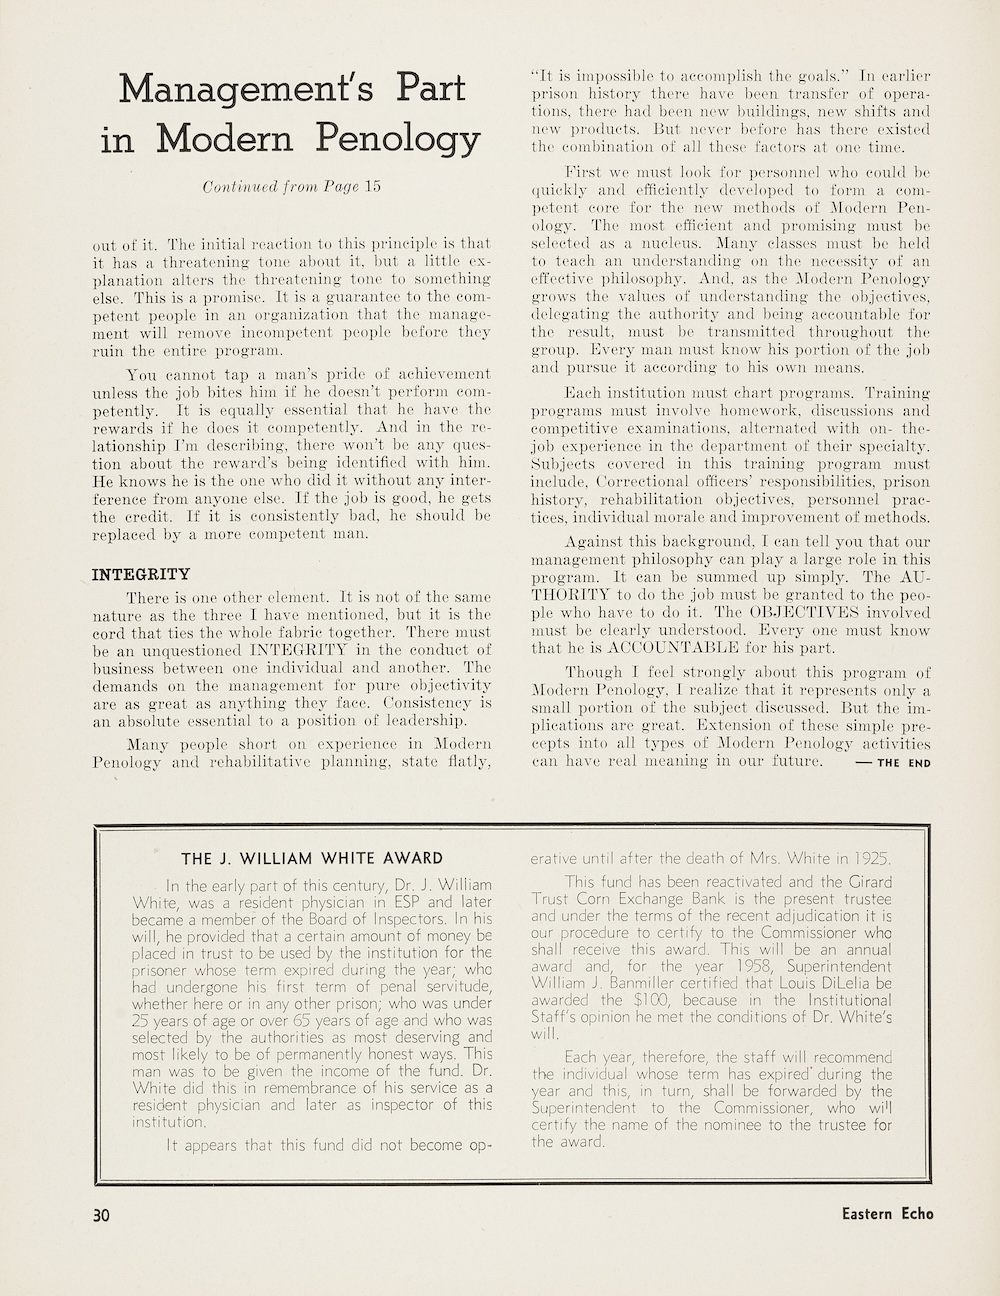 Management's Part
in Modern Penology
Continued from Page 15
out of it. The initial reaction to this principle is that
it has a threatening tone about it, but a little ex-
planation alters the threatening tone to something
else. This is a promise. It is a guarantee to the com-
petent people in an organization that the manage-
ment will remove incompetent people before they
ruin the entire program.
You cannot tap a man's pride of achievement
unless the job bites him if he doesn't perform com-
petently. It is equally essential that he have the
rewards if he does it competently. And in the re-
lationship I'm describing, there won't be any ques-
tion about the reward's being identified with him.
He knows he is the one who did it without any inter-
ference from anyone else. If the job is good, he gets
the credit. If it is consistently bad, he should be
replaced by a more competent man.
INTEGRITY
There is one other element. It is not of the same
nature as the three I have mentioned, but it is the
cord that ties the whole fabric together. There must
be an unquestioned INTEGRITY in the conduct of
business between one individual and another. The
demands on the management for pure objectivity
are as great as anything they face. Consistency is
an absolute essential to a position of leadership.
Many people short on experience in Modern
Penology and rehabilitative planning, state flatly,
"It is impossible to accomplish the goals." In earlier
prison history there have been transfer of opera-
tions, there had been new buildings, new shifts and
new products. But never before has there existed
the combination of all these factors at one time.
First we must look for personnel who could be
quickly and efficiently developed to form a com-
petent core for the new methods of Modern Pen-
ology. The most efficient and promising must be
selected as a nucleus. Many classes must be held
to teach an understanding on the necessity of an
effective philosophy. And, as the Modern Penology
grows the values of understanding the objectives,
delegating the authority and being accountable for
the result, must be transmitted throughout the
group. Every man must know his portion of the job
and pursue it according to his own means.
Each institution must chart programs. Training
programs must involve homework, discussions and
competitive examinations, alternated with on- the-
job experience in the department of their specialty.
Subjects covered in this training program must
include, Correctional officers' responsibilities, prison
history, rehabilitation objectives, personnel prac-
tices, individual morale and improvement of methods.
Against this background, I can tell you that our
management philosophy can play a large role in this
program. It can be summed up simply. The AU-
THORITY to do the job must be granted to the peo-
ple who have to do it. The OBJECTIVES involved
must be clearly understood. Every one must know
that he is ACCOUNTABLE for his part.
Though I feel strongly about this program of
Modern Penology, I realize that it represents only a
small portion of the subject discussed. But the im-
plications are great. Extension of these simple pre-
cepts into all types of Modern Penology activities
can have real meaning in our future. — THE END
THE J. WILLIAM WHITE AWARD
In the early part of this century, Dr. J. William
White, was a resident physician in ESP and later
became a member of the Board of Inspectors. In his
will, he provided that a certain amount of money be
placed in trust to be used by the institution for the
prisoner whose term expired during the year; who
had undergone his first term of penal servitude,
whether here or in any other prison; who was under
25 years of age or over 65 years of age and who was
selected by the authorities as most deserving and
most likely to be of permanently honest ways. This
man was to be given the income of the fund. Dr.
White did this in remembrance of his service as a
resident physician and later as inspector of this
institution.
It appears that this fund did not become op-
erative until after the death of Mrs. White in 1925.
This fund has been reactivated and the Girard
Trust Corn Exchange Bank is the present trustee
and under the terms of the recent adjudication it is
our procedure to certify to the Commissioner who
shall receive this award. This will be an annual
award and, for the year 1958, Superintendent
William J. Banmiller certified that Louis DiLelia be
awarded the $100, because in the Institutional
Staff's opinion he met the conditions of Dr. White's
will.
Each year, therefore, the staff will recommend
the individual whose term has expired during the
year and this, in turn, shall be forwarded by the
Superintendent to the Commissioner, who will
certify the name of the nominee to the trustee for
the award.
30
Eastern Echo